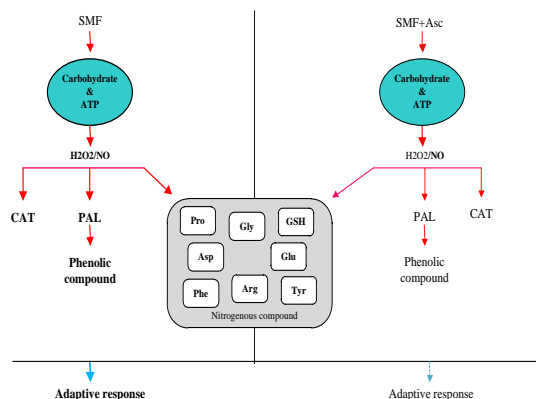 SMF
Carbohydrate
&
ATP
H2O2/NO
CAT
PAL
Phenolic
compound
SMF+Asc
Carbohydrate
&
ATP
H2O2/NO
PAL
CAT
Phenolic
compound
Pro
Gly
GSH
Asp
Glu
Phe
Arg
Tyr
Nitrogenous compound
Adaptive response
Adaptive response